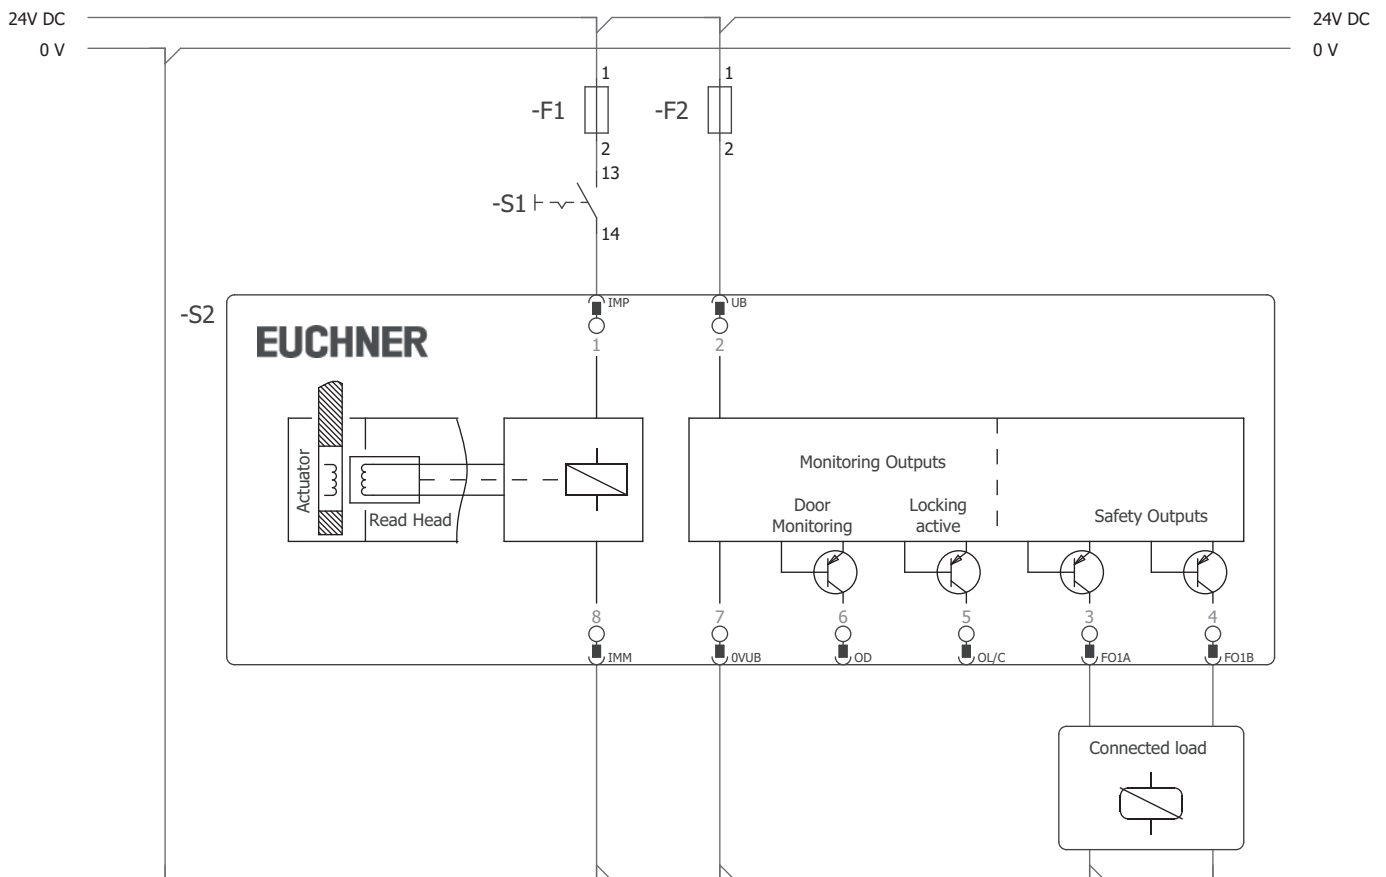 24V DC
24V DC
0 V
0 V
1
1
-F1
-F2
2
2
13
-S1
14
-S2
IMP
UB
EUCHNER
1
2
Actuator
Read Head
Monitoring Outputs
Door
Monitoring
Locking
active
Safety Outputs
8
7
6
5
3
4
IMM
0VUB
OD
OL/C
FO1A
FO1B
Connected load